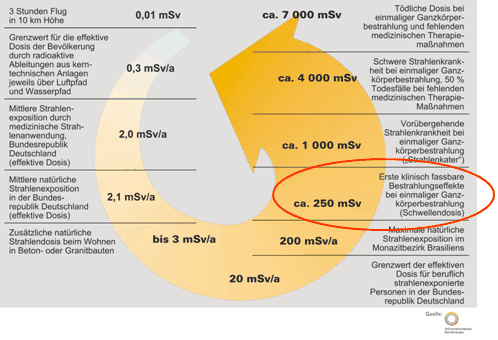 3 Stunden Flug
in 10 km Höhe
0,01 mSv
Grenzwert für die effektive
Dosis der Bevölkerung
durch radioaktive
Ableitungen aus kern-
technischen Anlagen
jeweils über Luftpfad
und Wasserpfad
0,3 mSv/a
Mittlere Strahlen-
exposition durch
medizinische Strah-
lenanwendung,
Bundesrepublik
Deutschland
(effektive Dosis)
2,0 mSv/a
Mittlere natürliche
Strahlenexposition
in der Bundes-
republik Deutschland
(effektive Dosis)
2,1 mSv/a
Zusätzliche natürliche
Strahlendosis beim Wohnen
in Beton- oder Granitbauten
bis 3 mSv/a
20 mSv/a
Grenzwert der effektiven
Dosis für beruflich
strahlenexponierte
Personen in der Bundes-
republik Deutschland
200 mSv/a
Maximale natürliche
Strahlenexposition im
Monazitbezirk Brasiliens
ca. 250 mSv
Erste klinisch fassbare
Bestrahlungseffekte
bei einmaliger Ganz-
körperbestrahlung
(Schwellendosis)
ca. 1 000 mSv
Vorübergehende
Strahlenkrankheit bei
einmaliger Ganz-
körperbestrahlung
(„Strahlenkater")
ca. 4 000 mSv
Schwere Strahlenkrank-
heit bei einmaliger Ganz-
körperbestrahlung, 50 %
Todesfälle bei fehlenden
medizinischen Therapie-
Maßnahmen
ca. 7 000 mSv
Tödliche Dosis bei
einmaliger Ganzkörper-
bestrahlung und fehlenden
medizinischen Therapie-
maßnahmen
Quelle:
Informationskreis
KernEnergie